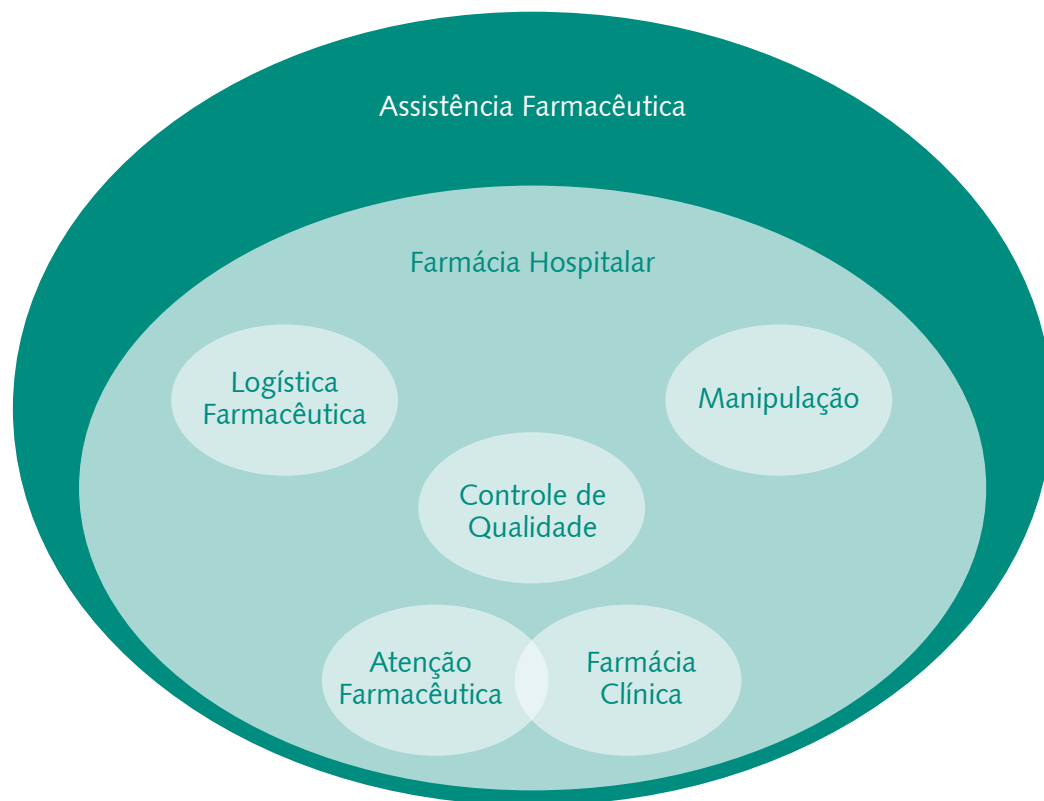 Assistência Farmacêutica
Farmácia Hospitalar
Logística
Farmacêutica
Manipulação
Controle de
Qualidade
Atenção
Farmacêutica
Farmácia
Clínica